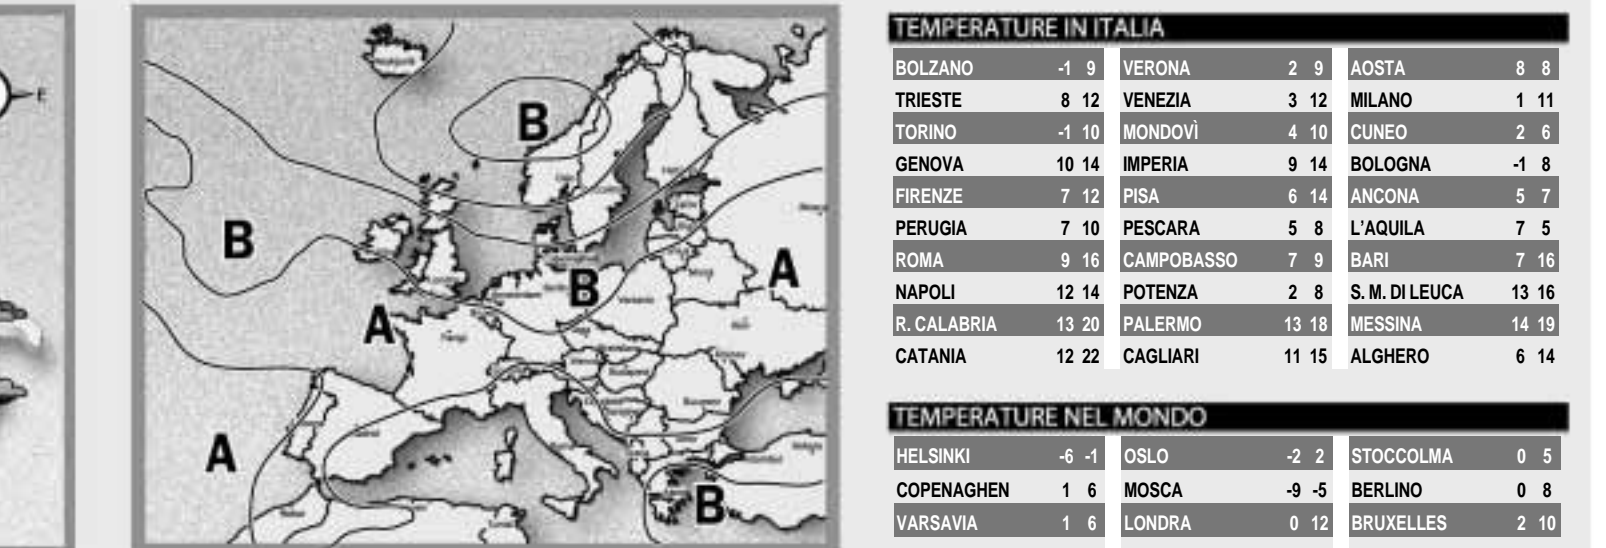 E
B
B
B
A
A
A
B
TEMPERATURE IN ITALIA
BOLZANO -1 9 VERONA 2 9 AOSTA 8 8
TRIESTE 8 12 VENEZIA 3 12 MILANO 1 11
TORINO -1 10 MONDOVÌ 4 10 CUNEO 2 6
GENOVA 10 14 IMPERIA 9 14 BOLOGNA -1 8
FIRENZE 7 12 PISA 6 14 ANCONA 5 7
PERUGIA 7 10 PESCARA 5 8 L'AQUILA 7 5
ROMA 9 16 CAMPOBASSO 7 9 BARI 7 16
NAPOLI 12 14 POTENZA 2 8 S. M. DI LEUCA 13 16
R. CALABRIA 13 20 PALERMO 13 18 MESSINA 14 19
CATANIA 12 22 CAGLIARI 11 15 ALGHERO 6 14
TEMPERATURE NEL MONDO
HELSINKI -6 -1 OSLO -2 2 STOCCOLMA 0 5
COPENAGHEN 1 6 MOSCA -9 -5 BERLINO 0 8
VARSAVIA 1 6 LONDRA 0 12 BRUXELLES 2 10